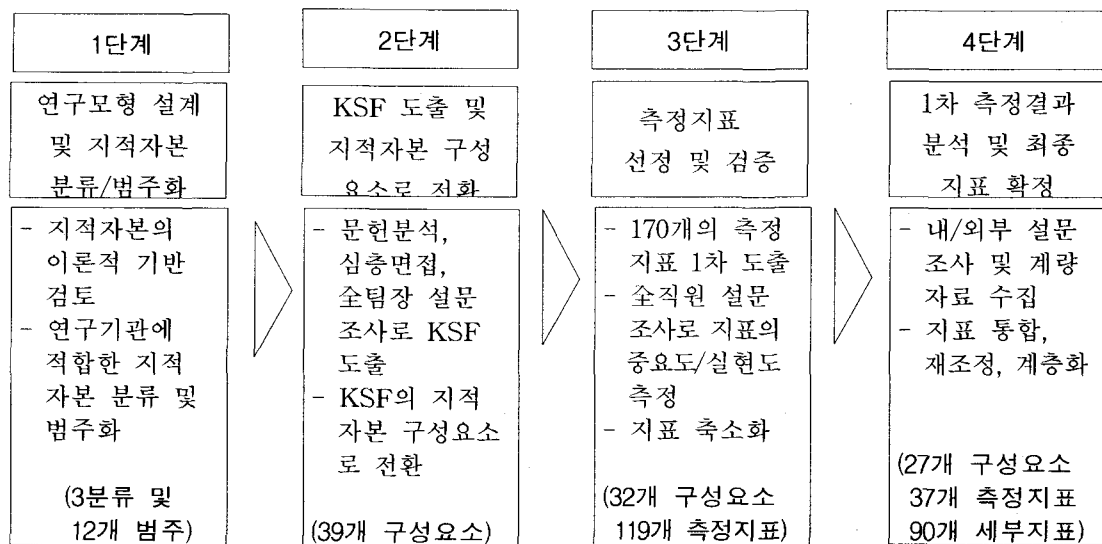 1단계
연구모형 설계
및 지적자본
분류/범주화
- 지적자본의
이론적 기반
검토
- 연구기관에
적합한 지적
자본 분류 및
범주화
(3분류 및
12개 범주)
2단계
KSF 도출 및
지적자본 구성
요소로 전환
- 문헌분석,
심층면접,
全팀장 설문
조사로 KSF
도출
- KSF의 지적
자본 구성요소
로 전환
(39개 구성요소)
3단계
측정지표
선정 및 검증
- 170개의 측정
지표 1차 도출
- 全직원 설문
조사로 지표의
중요도/실현도
측정
- 지표 축소화
(32개 구성요소
119개 측정지표)
4단계
1차 측정결과
분석 및 최종
지표 확정
- 내/외부 설문
조사 및 계량
자료 수집
- 지표 통합,
재조정, 계층화
(27개 구성요소
37개 측정지표
90개 세부지표)